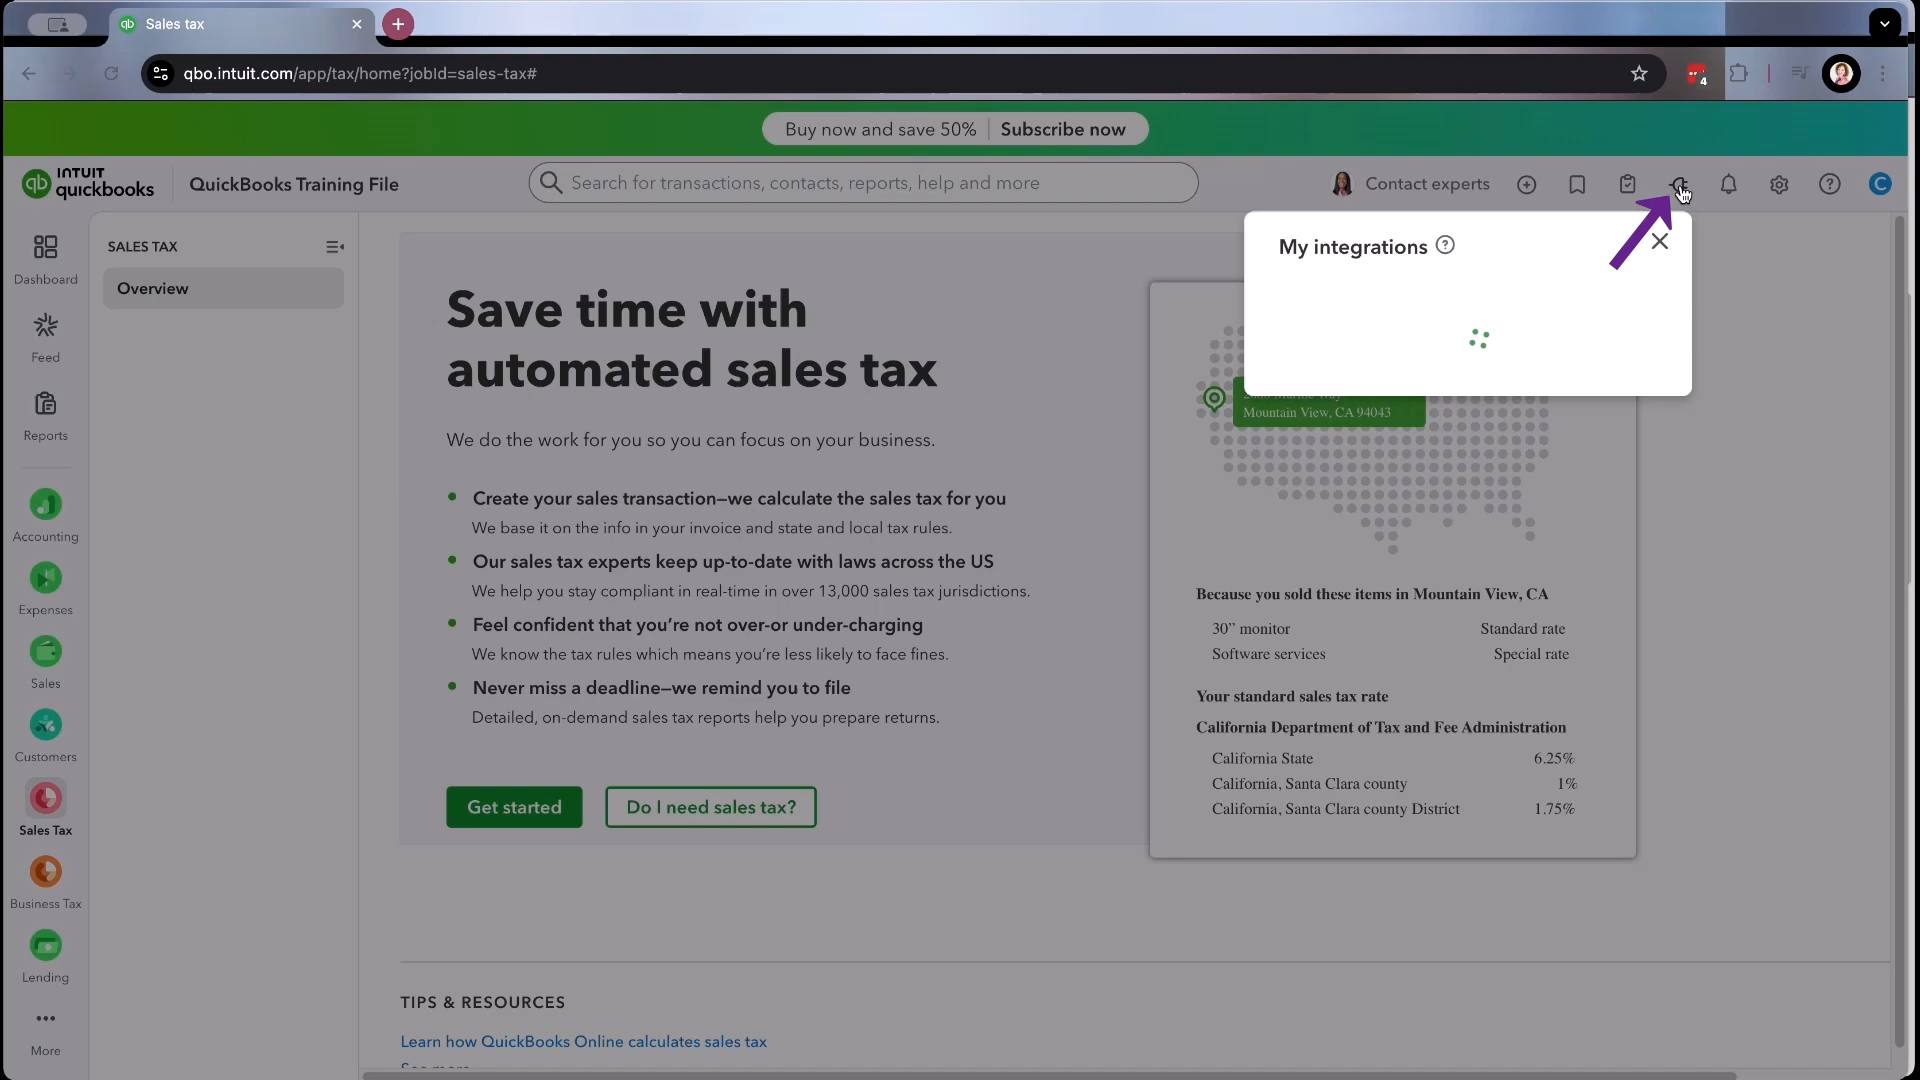 Sales tax
qbo.intuit.com/app/tax/home?jobId=sales-tax#
4
Buy now and save 50% Subscribe now
INTUIT
quickbooks
QuickBooks Training File
Search for transactions, contacts, reports, help and more
Contact experts
C
SALES TAX
Overview
Dashboard
Feed
Reports
Accounting
Expenses
Sales
Customers
Sales Tax
Business Tax
Lending
More
My integrations
Save time with
automated sales tax
We do the work for you so you can focus on your business.
Create your sales transaction—we calculate the sales tax for you
We base it on the info in your invoice and state and local tax rules.
Our sales tax experts keep up-to-date with laws across the US
We help you stay compliant in real-time in over 13,000 sales tax jurisdictions.
Feel confident that you're not over-or under-charging
We know the tax rules which means you're less likely to face fines.
Never miss a deadline—we remind you to file
Detailed, on-demand sales tax reports help you prepare returns.
Get started
Do I need sales tax?
Mountain View, CA 94043
Because you sold these items in Mountain View, CA
30” monitor Standard rate
Software services Special rate
Your standard sales tax rate
California Department of Tax and Fee Administration
California State 6.25%
California, Santa Clara county 1%
California, Santa Clara county District 1.75%
TIPS & RESOURCES
Learn how QuickBooks Online calculates sales tax